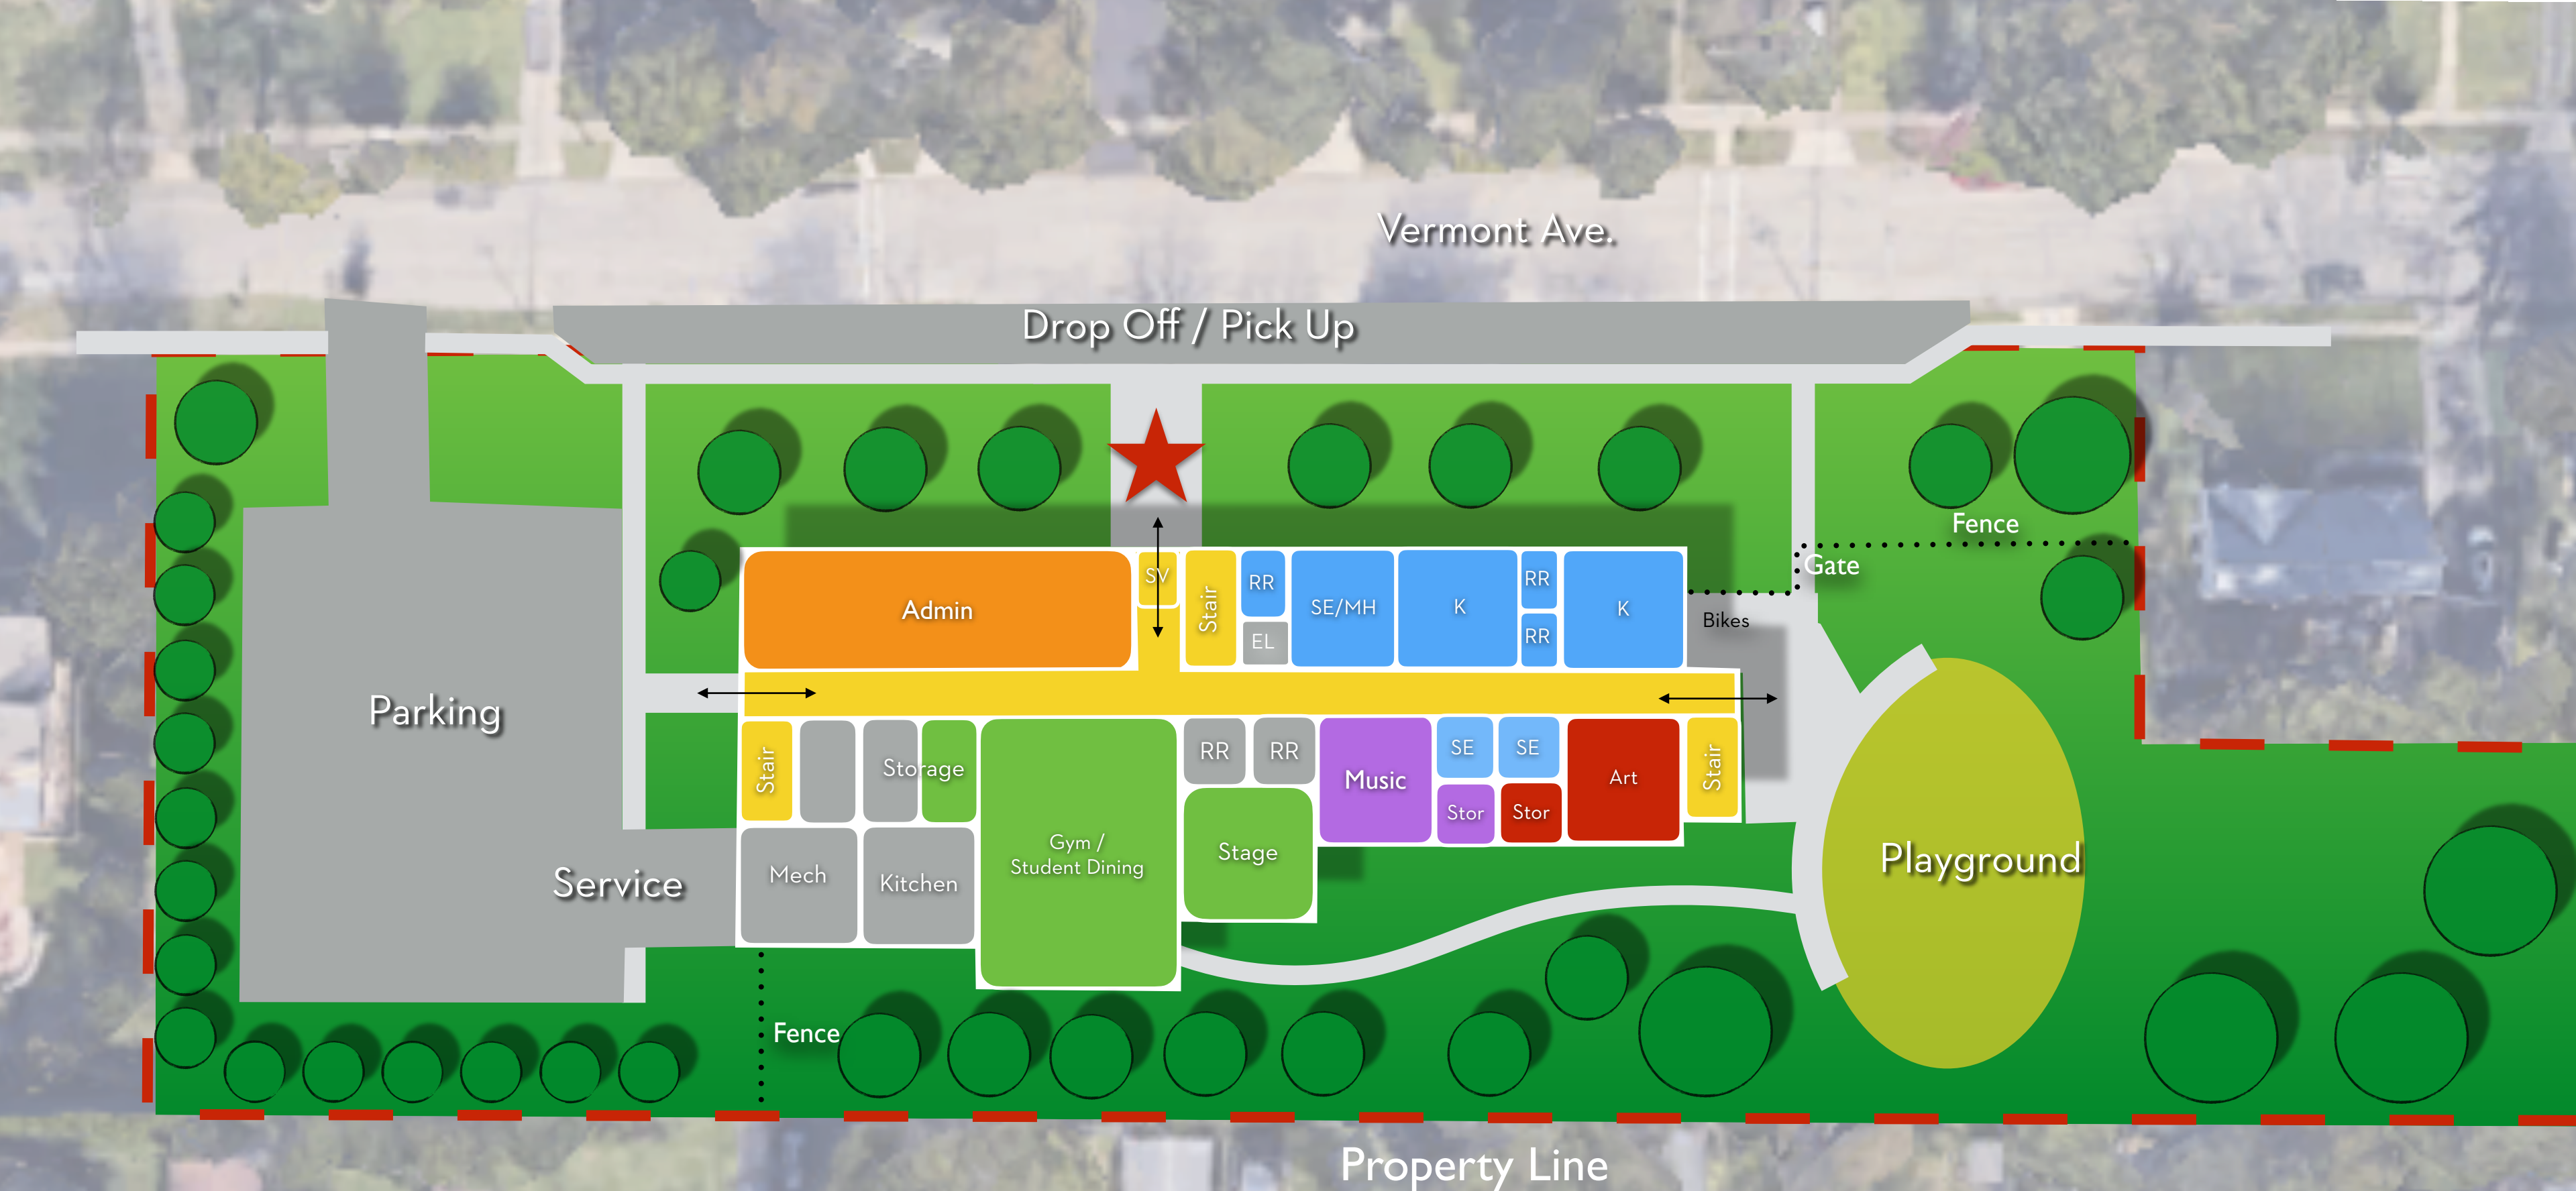 Vermont Ave.
Drop Off / Pick Up
Fence
Gate
SV
Stair
RR
EL
SE/MH
K
RR
RR
K
Admin
Bikes
Parking
Stair
Storage
Gym /
Student Dining
RR
RR
Music
SE
SE
Stor
Stor
Art
Stair
Stage
Playground
Mech
Kitchen
Service
Fence
Property Line